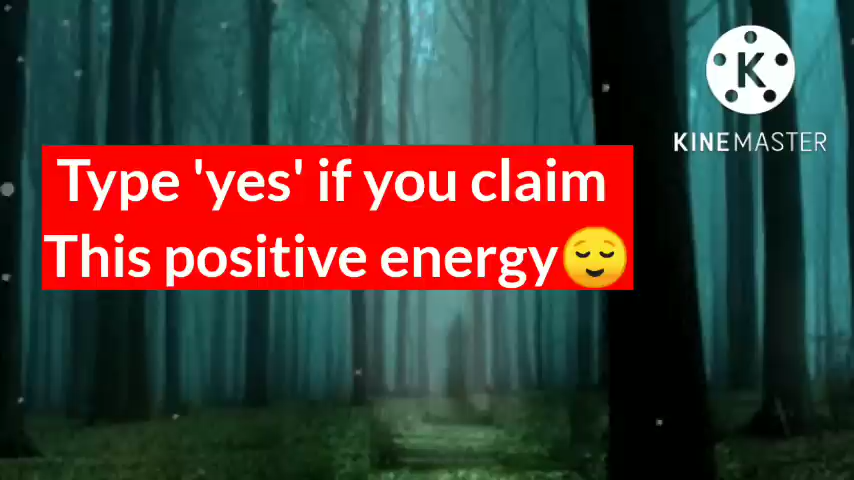 Type 'yes' if you claim
This positive energy😌
K
KINEMASTER